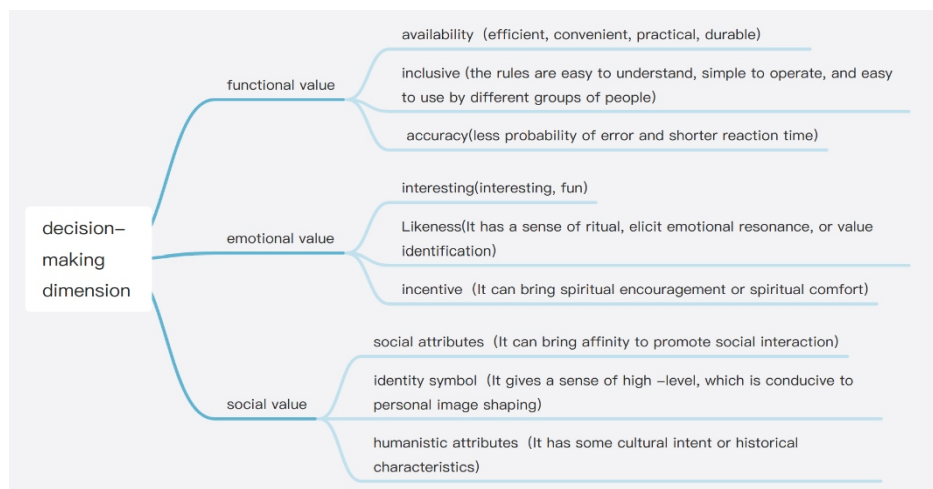 decision-
making
dimension
functional value
availability (efficient, convenient, practical, durable)
inclusive (the rules are easy to understand, simple to operate, and easy
to use by different groups of people)
accuracy(less probability of error and shorter reaction time)
emotional value
interesting(interesting, fun)
Likeness(It has a sense of ritual, elicit emotional resonance, or value
identification)
incentive (It can bring spiritual encouragement or spiritual comfort)
social value
social attributes (It can bring affinity to promote social interaction)
identity symbol (It gives a sense of high -level, which is conducive to
personal image shaping)
humanistic attributes (It has some cultural intent or historical
characteristics)